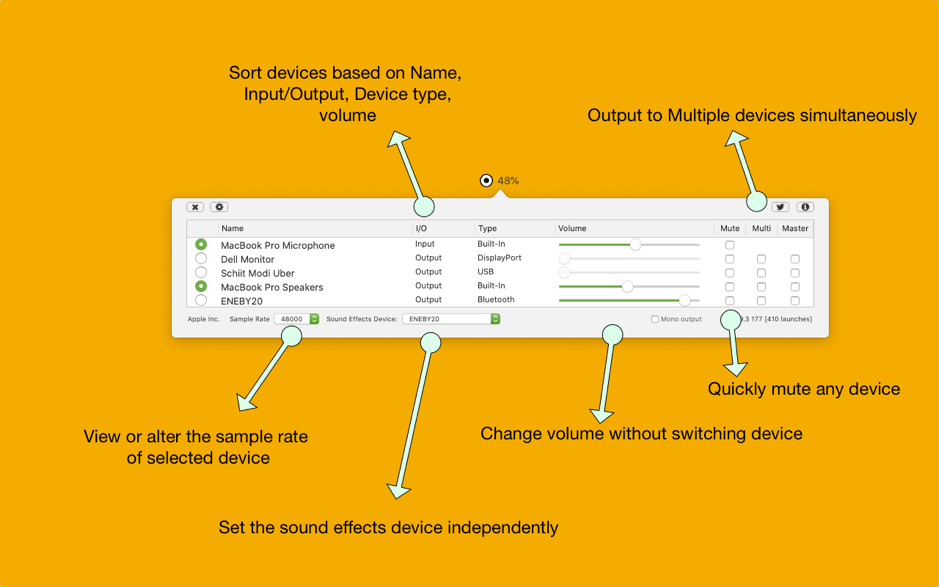 Sort devices based on Name,
Input/Output, Device type,
volume
Output to Multiple devices simultaneously
48%
Name I/O Type Volume Mute Multi Master
MacBook Pro Microphone Input Built-In
Dell Monitor Output DisplayPort
Schiit Modi Uber Output USB
MacBook Pro Speakers Output Built-In
ENEBY20 Output Bluetooth
Apple Inc. Sample Rate 48000 Sound Effects Device: ENEBY20 Mono output .3 177 [410 launches]
Quickly mute any device
View or alter the sample rate
of selected device
Change volume without switching device
Set the sound effects device independently